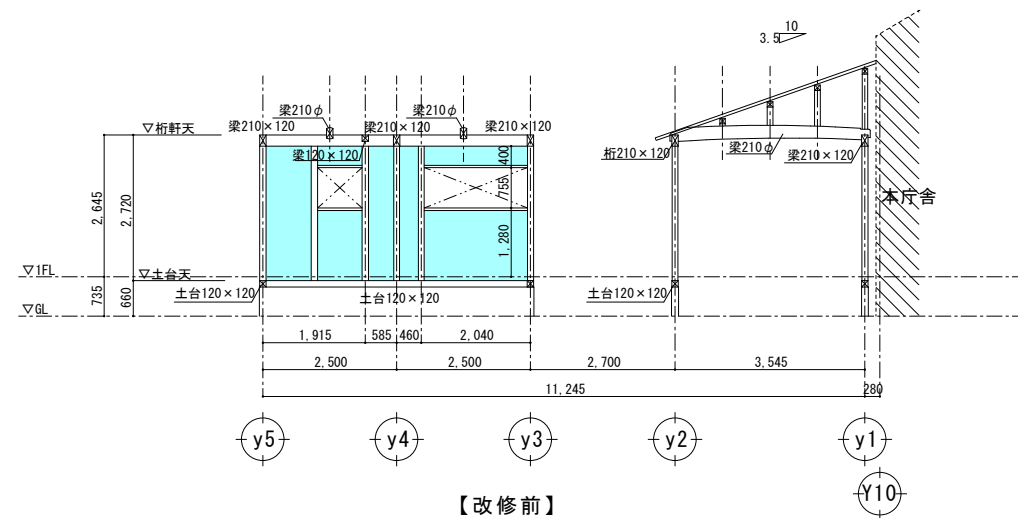 10
3.5
梁210φ
梁210φ
梁210×120
梁210×120
梁210×120
▽桁軒天
梁120×120
桁210×120
梁210φ
梁210×120
400
755
1,280
2,645
2,720
本庁舎
▽1FL
▽土台天
735
660
土台120×120
土台120×120
土台120×120
▽GL
1,915
585
460
2,040
2,500
2,500
2,700
3,545
11,245
280
y5
y4
y3
y2
y1
Y10
【改修前】